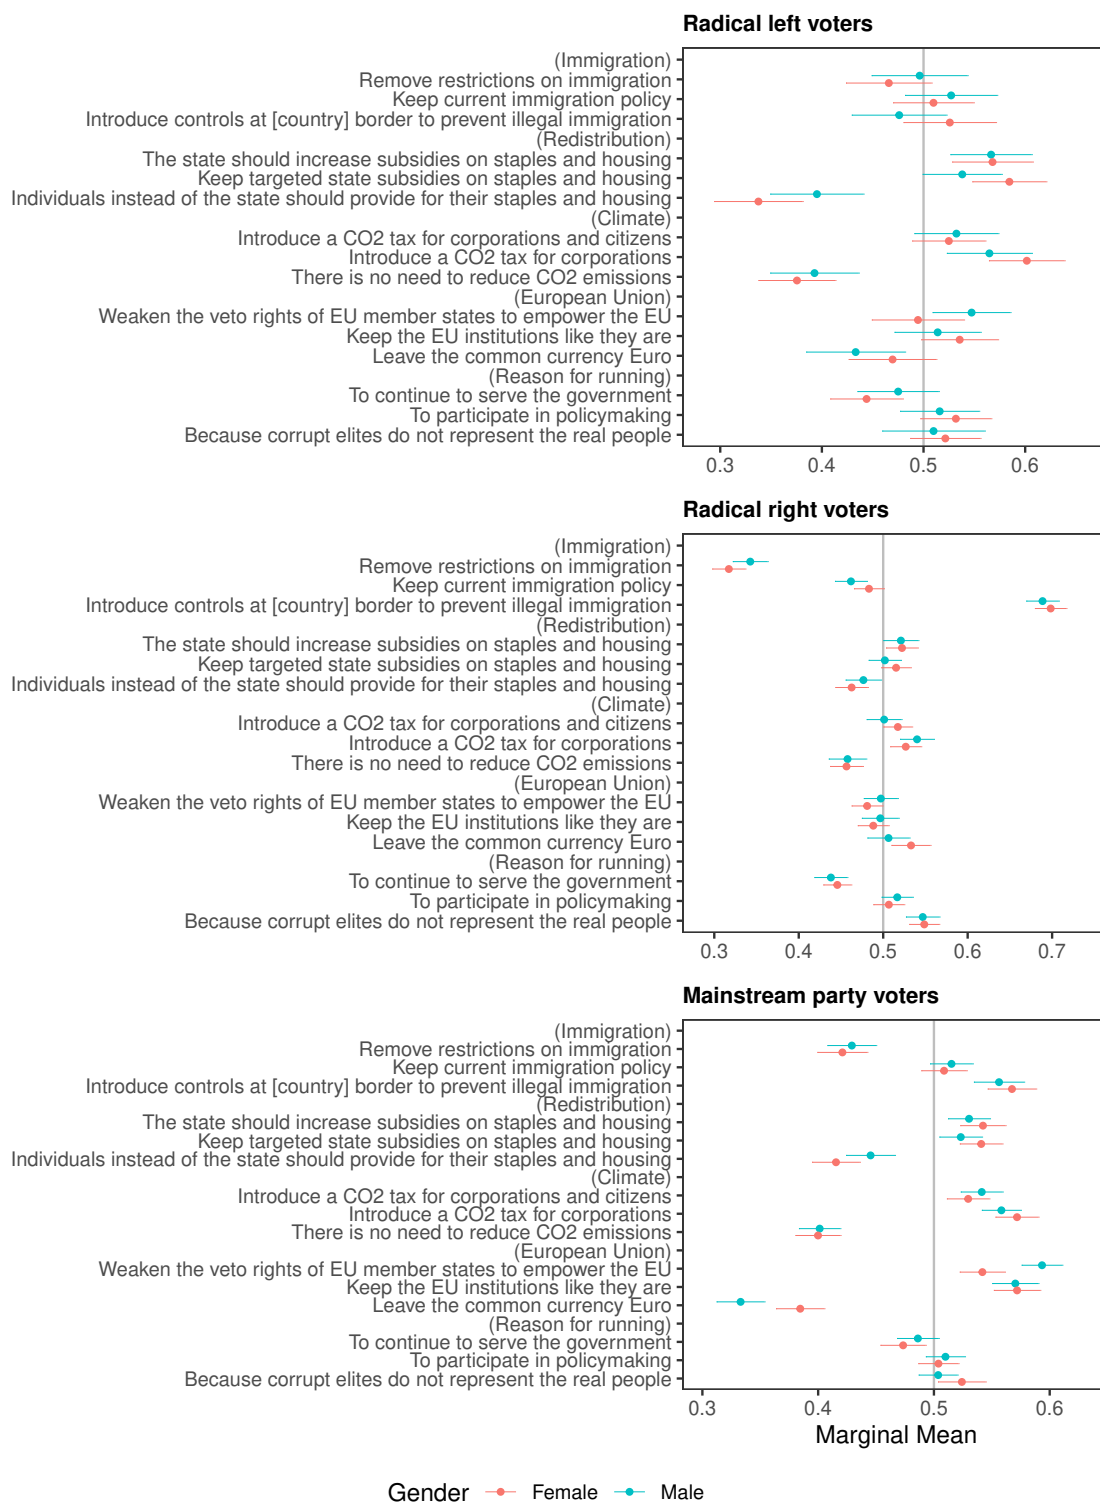 Radical left voters
(Immigration)
Remove restrictions on immigration
Keep current immigration policy
Introduce controls at [country] border to prevent illegal immigration
(Redistribution)
The state should increase subsidies on staples and housing
Keep targeted state subsidies on staples and housing
Individuals instead of the state should provide for their staples and housing
(Climate)
Introduce a CO2 tax for corporations and citizens
Introduce a CO2 tax for corporations
There is no need to reduce CO2 emissions
(European Union)
Weaken the veto rights of EU member states to empower the EU
Keep the EU institutions like they are
Leave the common currency Euro
(Reason for running)
To continue to serve the government
To participate in policymaking
Because corrupt elites do not represent the real people
0.3 0.4 0.5 0.6
Radical right voters
(Immigration)
Remove restrictions on immigration
Keep current immigration policy
Introduce controls at [country] border to prevent illegal immigration
(Redistribution)
The state should increase subsidies on staples and housing
Keep targeted state subsidies on staples and housing
Individuals instead of the state should provide for their staples and housing
(Climate)
Introduce a CO2 tax for corporations and citizens
Introduce a CO2 tax for corporations
There is no need to reduce CO2 emissions
(European Union)
Weaken the veto rights of EU member states to empower the EU
Keep the EU institutions like they are
Leave the common currency Euro
(Reason for running)
To continue to serve the government
To participate in policymaking
Because corrupt elites do not represent the real people
0.3 0.4 0.5 0.6 0.7
Mainstream party voters
(Immigration)
Remove restrictions on immigration
Keep current immigration policy
Introduce controls at [country] border to prevent illegal immigration
(Redistribution)
The state should increase subsidies on staples and housing
Keep targeted state subsidies on staples and housing
Individuals instead of the state should provide for their staples and housing
(Climate)
Introduce a CO2 tax for corporations and citizens
Introduce a CO2 tax for corporations
There is no need to reduce CO2 emissions
(European Union)
Weaken the veto rights of EU member states to empower the EU
Keep the EU institutions like they are
Leave the common currency Euro
(Reason for running)
To continue to serve the government
To participate in policymaking
Because corrupt elites do not represent the real people
0.3 0.4 0.5 0.6
Marginal Mean
Gender Female Male